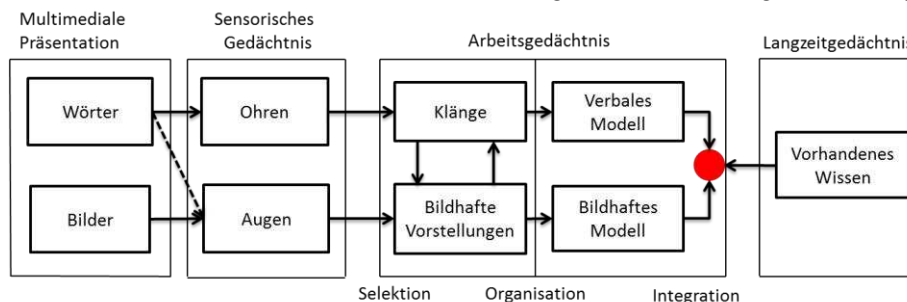 Multimediale
Präsentation
Sensorisches
Gedächtnis
Arbeitsgedächtnis
Langzeitgedächtnis
Wörter
Ohren
Klänge
Verbales
Modell
Vorhandenes
Wissen
Bilder
Augen
Bildhafte
Vorstellungen
Bildhaftes
Modell
Selektion
Organisation
Integration